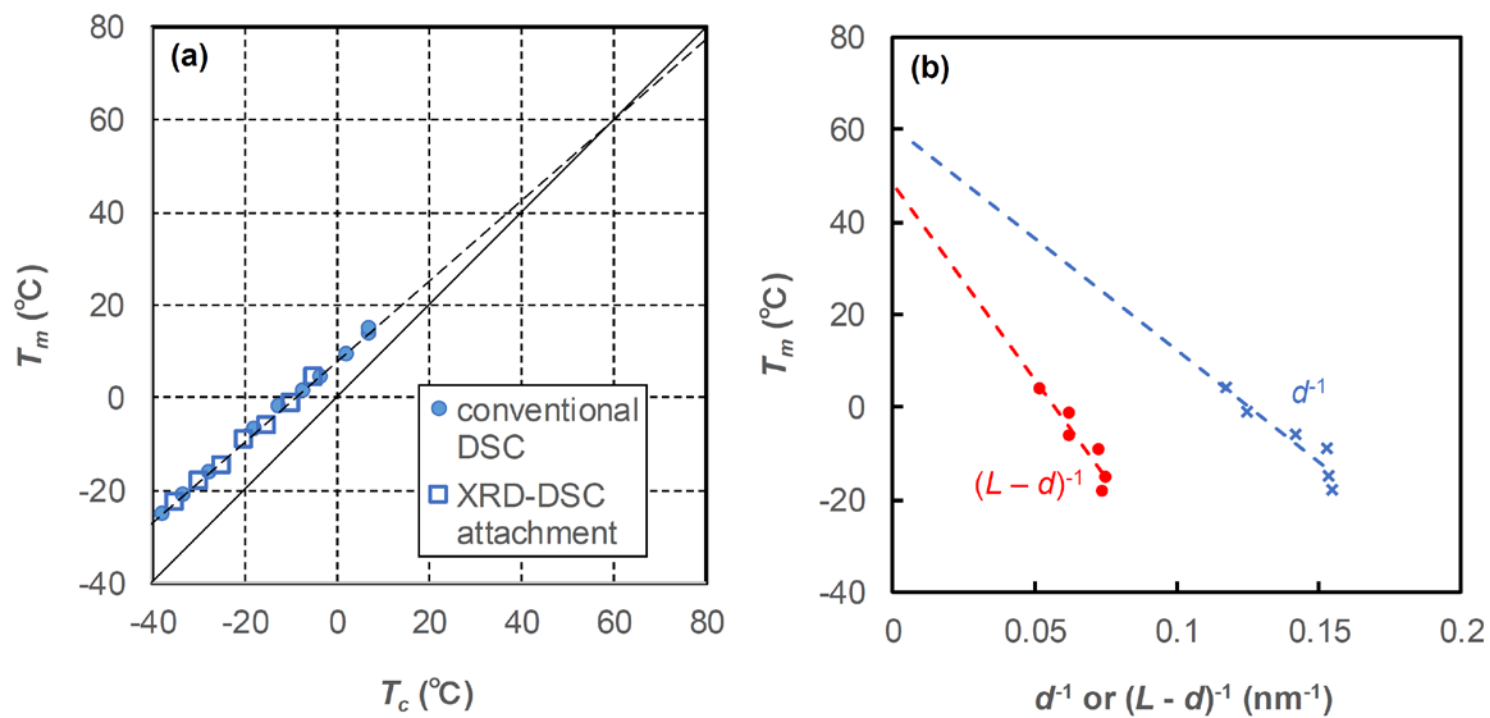 (a)
80
60
40
20
0
-20
-40
-40 -20 0 20 40 60 80
Tm (°C)
Tc (°C)
conventional
DSC
XRD-DSC
attachment
(b)
80
60
40
20
0
-20
-40
0 0.05 0.1 0.15 0.2
Tm (°C)
d-1
(L – d)-1
d-1 or (L - d)-1 (nm-1)